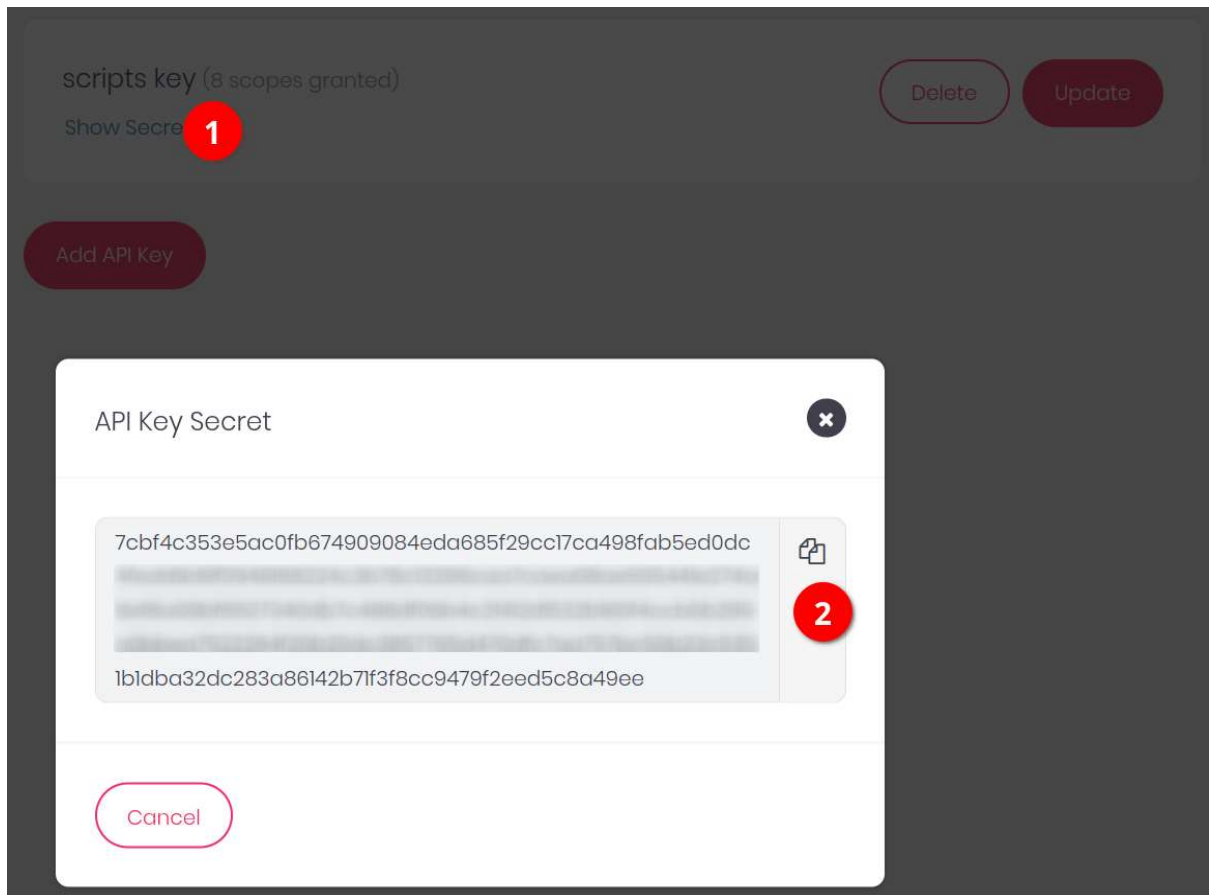 scripts key (8 scopes granted)
Delete
Update
Show Secre
1
Add API Key
API Key Secret
7cbf4c353e5ac0fb674909084eda685f29cc17ca498fab5ed0dc
2
1b1dba32dc283a86142b71f3f8cc9479f2eed5c8a49ee
Cancel